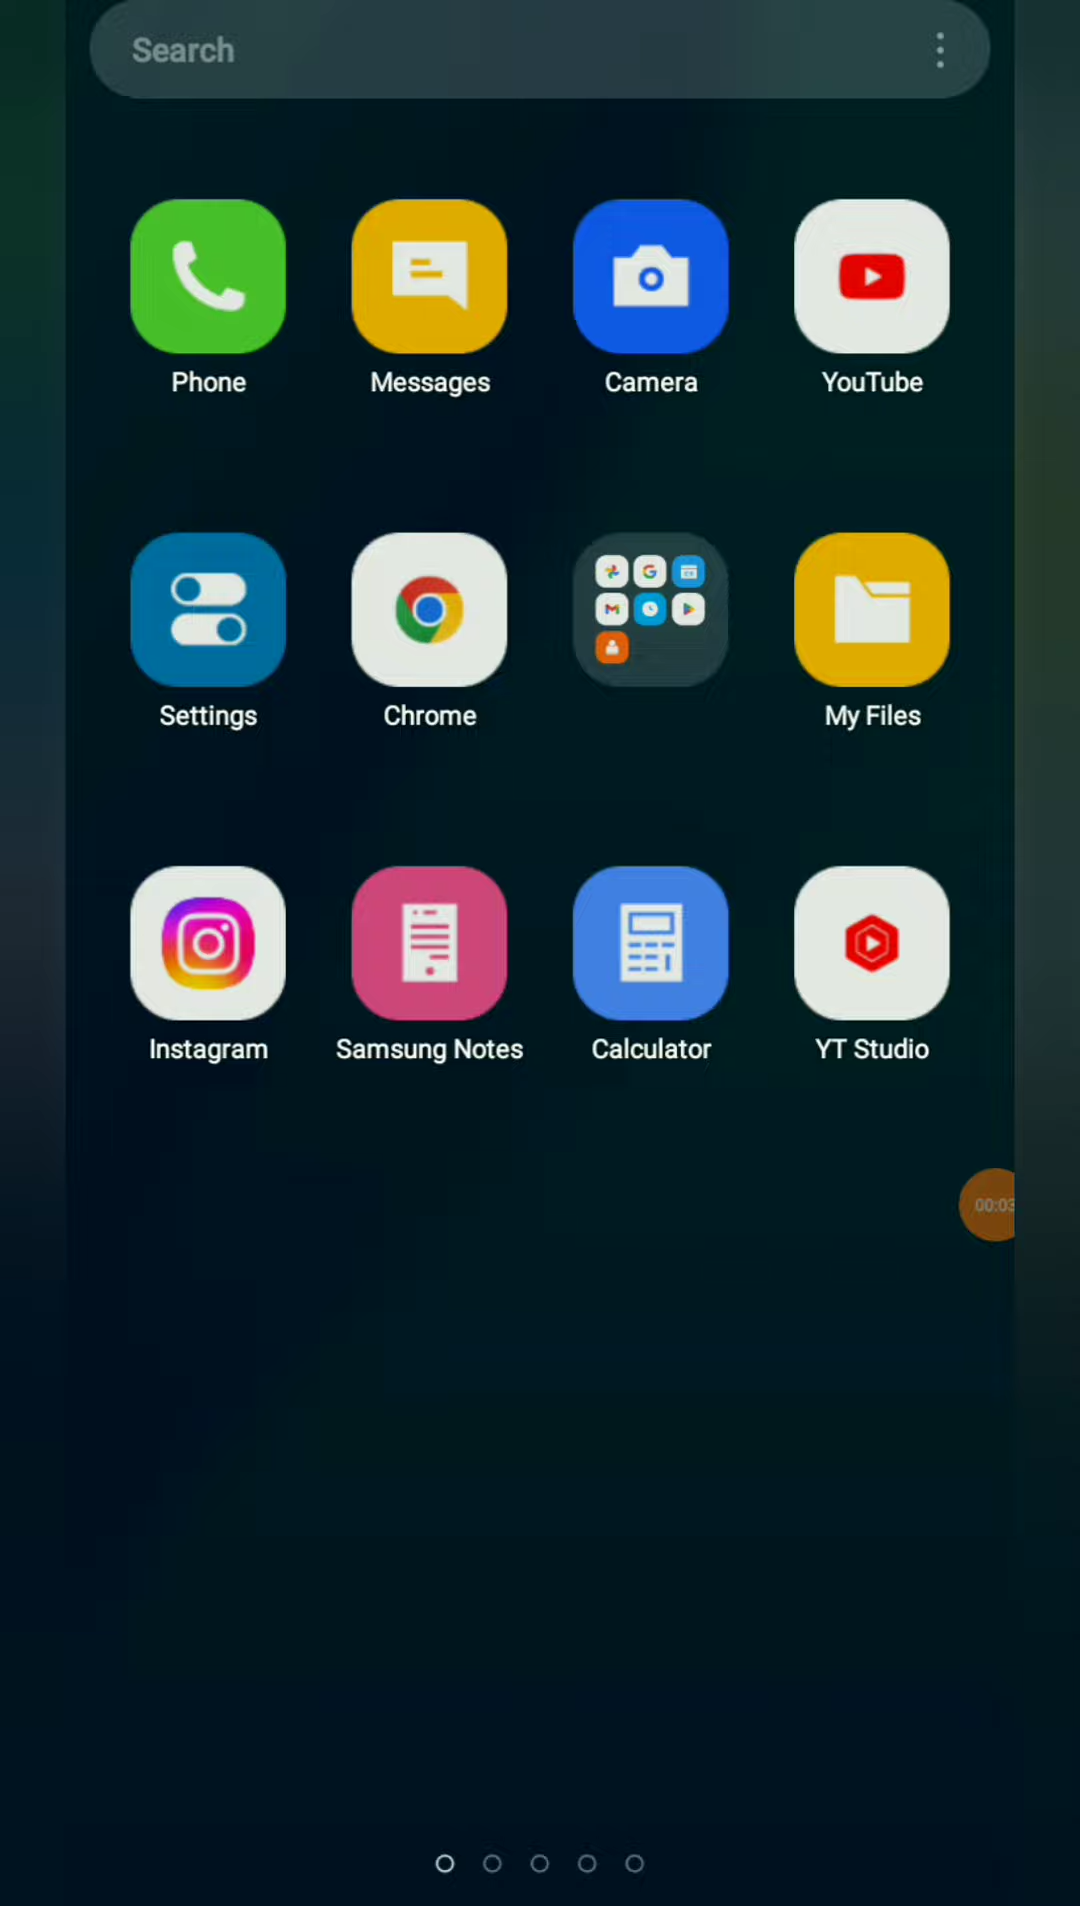 Search
Phone
Messages
Camera
YouTube
Settings
Chrome
My Files
Instagram
Samsung Notes
Calculator
YT Studio
00:03